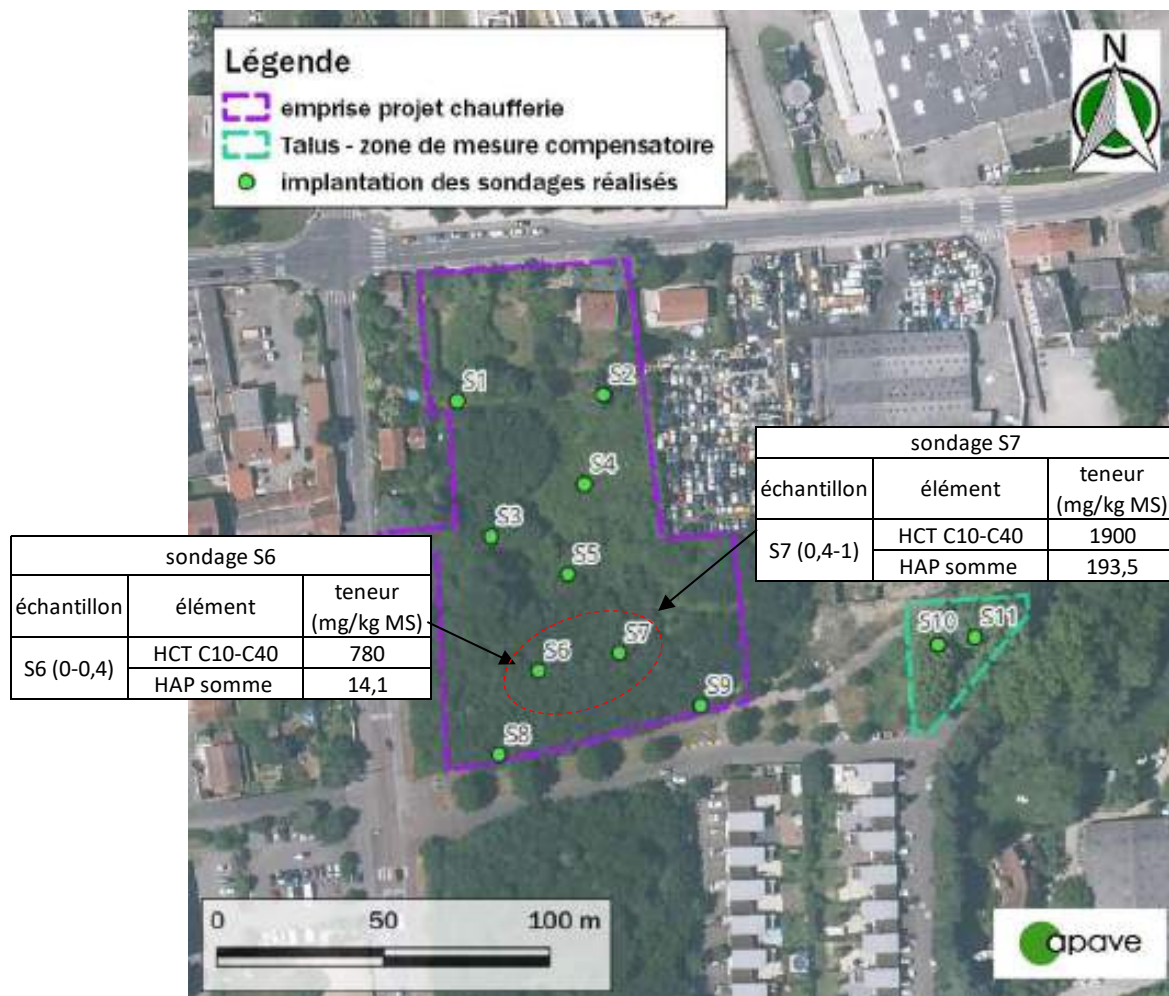 Légende
emprise projet chaufferie
Talus - zone de mesure compensatoire
implantation des sondages réalisés
N
S1
S2
S4
S3
S5
S6
S7
S8
S9
S10
S11
sondage S7
échantillon élément teneur
(mg/kg MS)
S7 (0,4-1) HCT C10-C40 1900
HAP somme 193,5
sondage S6
échantillon élément teneur
(mg/kg MS)
S6 (0-0,4) HCT C10-C40 780
HAP somme 14,1
0 50 100 m
apave